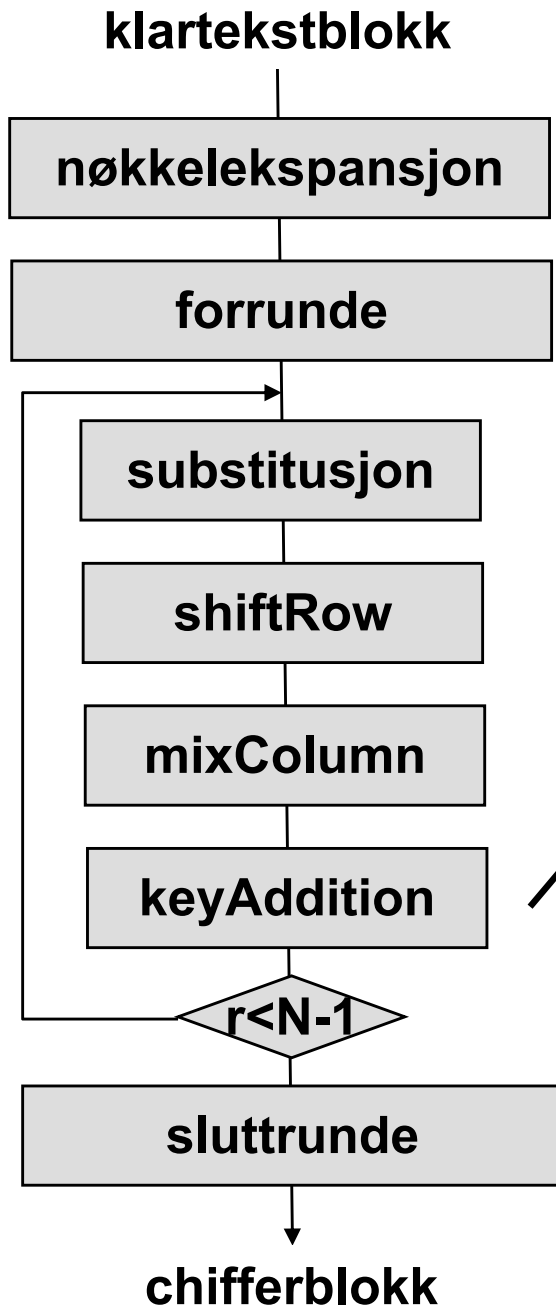 klartekstblokk
nøkkelekspansjon
forrunde
substitusjon
shiftRow
mixColumn
keyAddition
r<N-1
sluttrunde
chifferblokk